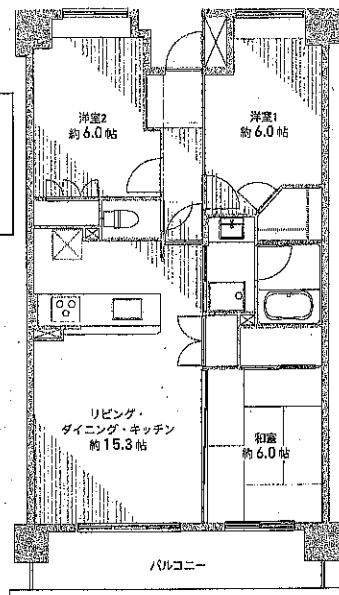 洋室2
約6.0帖
洋室1
約6.0帖
リビング・
ダイニング・キッチン
約15.3帖
和室
約6.0帖
バルコニー